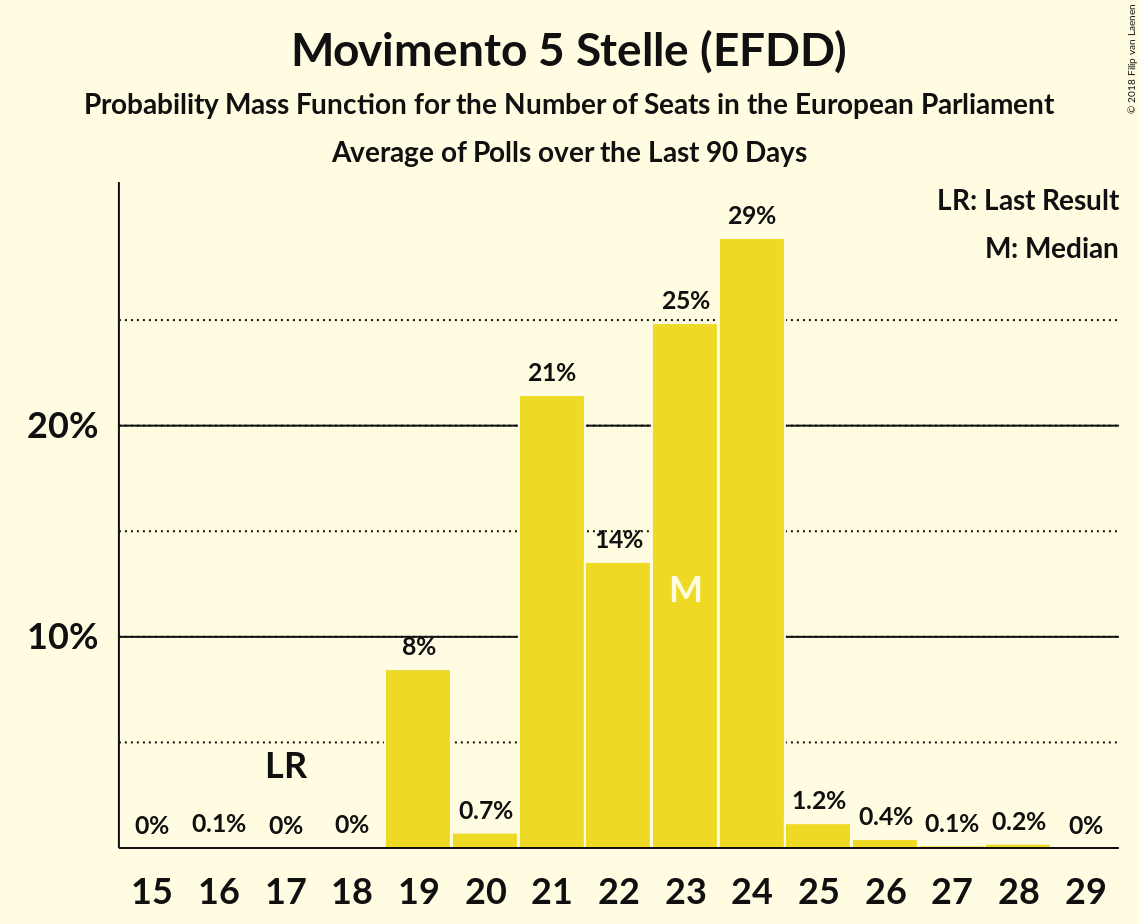 Movimento 5 Stelle (EFDD)
Probability Mass Function for the Number of Seats in the European Parliament
Average of Polls over the Last 90 Days
© 2018 Filip van Laenen
LR: Last Result
M: Median
29%
25%
21%
20%
14%
M
10%
8%
LR
0% 0.1% 0% 0% 0.7% 1.2% 0.4% 0.1% 0.2% 0%
15 16 17 18 19 20 21 22 23 24 25 26 27 28 29